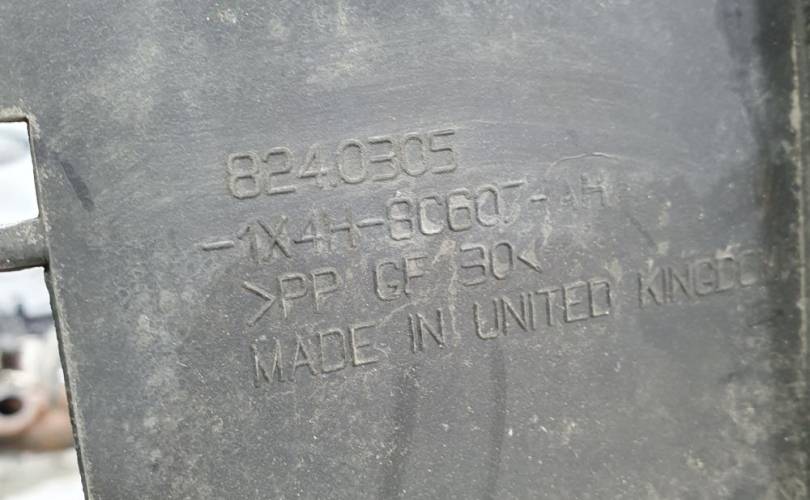 8240305
-1X4H-8C607-AH
>PP GF 30<
MADE IN UNITED KINGDOM